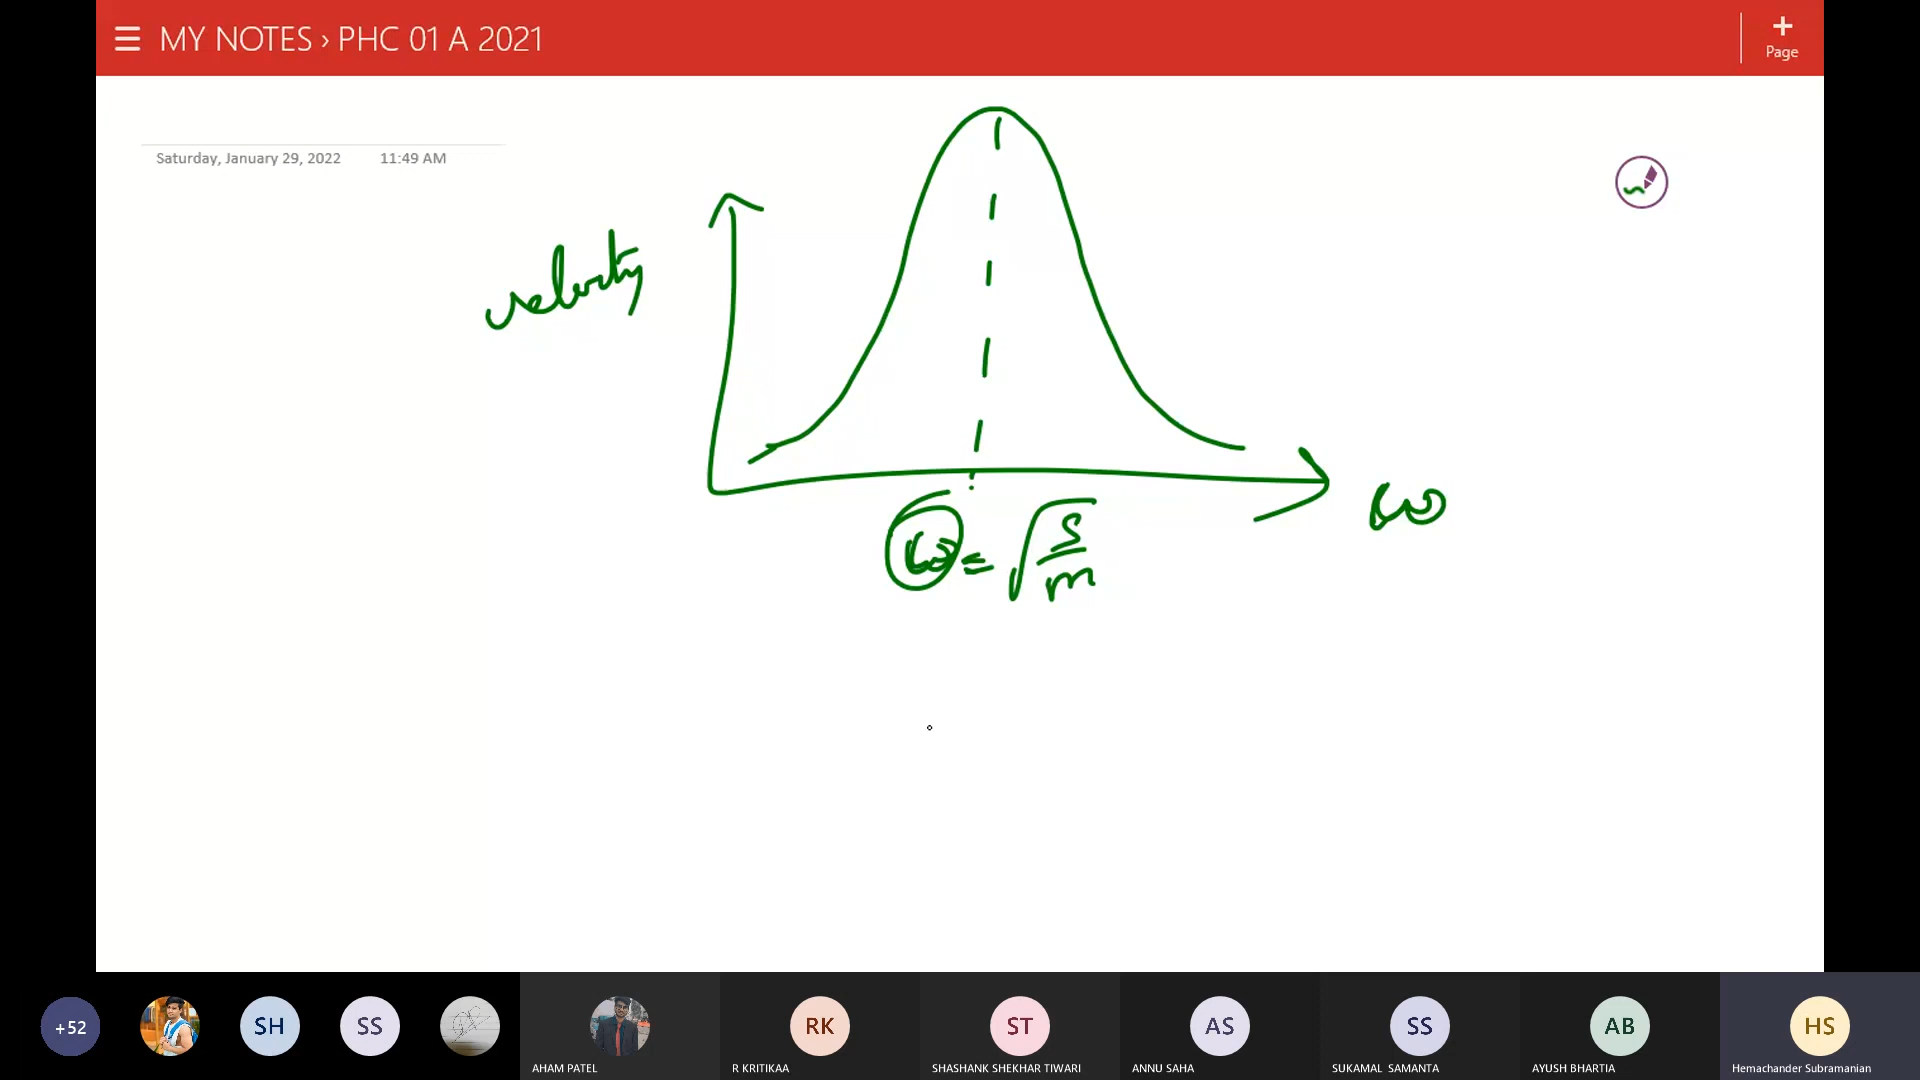 MY NOTES › PHC 01 A 2021
+
Page
Saturday, January 29, 2022 11:49 AM
velocity
ω
ω = √s/m
+52
SH
SS
RK
ST
AS
SS
AB
HS
AHAM PATEL
R KRITIKAA
SHASHANK SHEKHAR TIWARI
ANNU SAHA
SUKAMAL SAMANTA
AYUSH BHARTIA
Hemachander Subramanian